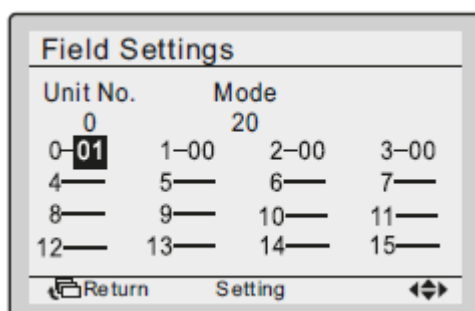 Field Settings
Unit No. Mode
0 20
0–01 1–00 2–00 3–00
4— 5— 6— 7—
8— 9— 10— 11—
12— 13— 14— 15—
Return Setting